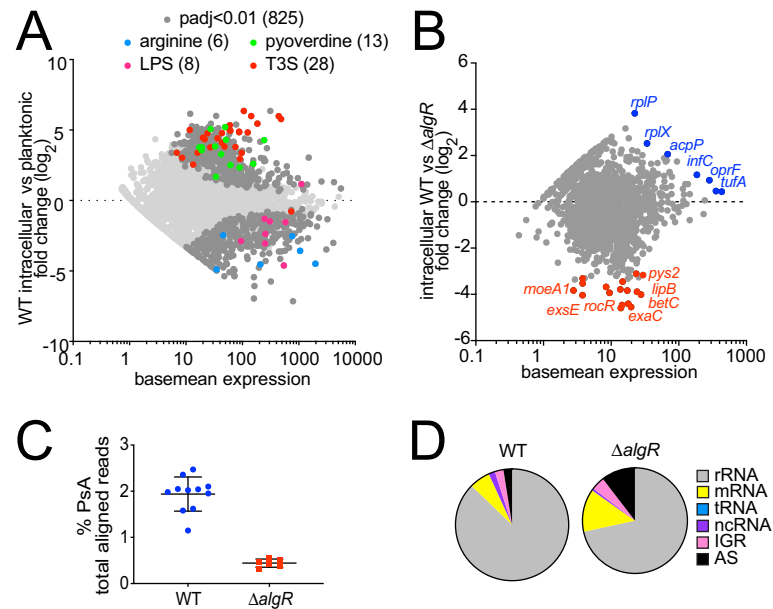 A
padj<0.01 (825)
arginine (6)
pyoverdine (13)
LPS (8)
T3S (28)
WT intracellular vs planktonic
fold change (log2)
10
5
0
-5
-10
0.1
1
10
100
1000
10000
basemean expression
B
intracellular WT vs ΔalgR
fold change (log2)
6
4
2
0
-2
-4
-6
rplP
rplX
acpP
infC
oprF
tufA
pys2
moeA1
lipB
rocR
betC
exsE
exaC
0.1
1
10
100
1000
basemean expression
C
% PsA
total aligned reads
3
2
1
0
WT
ΔalgR
D
WT
ΔalgR
rRNA
mRNA
tRNA
ncRNA
IGR
AS